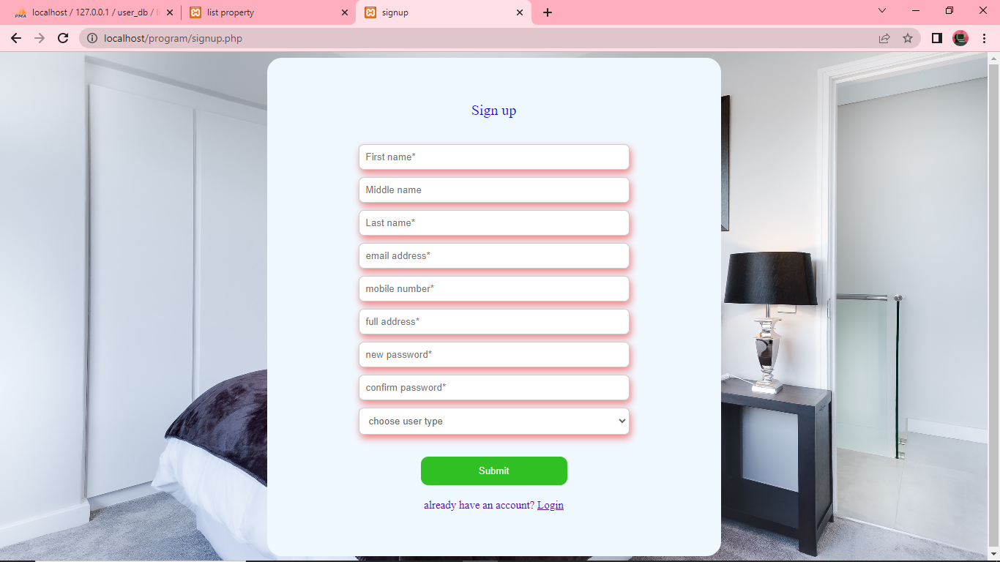 PMA
localhost / 127.0.0.1 / user_db / li
list property
signup
localhost/program/signup.php
Sign up
First name*
Middle name
Last name*
email address*
mobile number*
full address*
new password*
confirm password*
choose user type
Submit
already have an account? Login